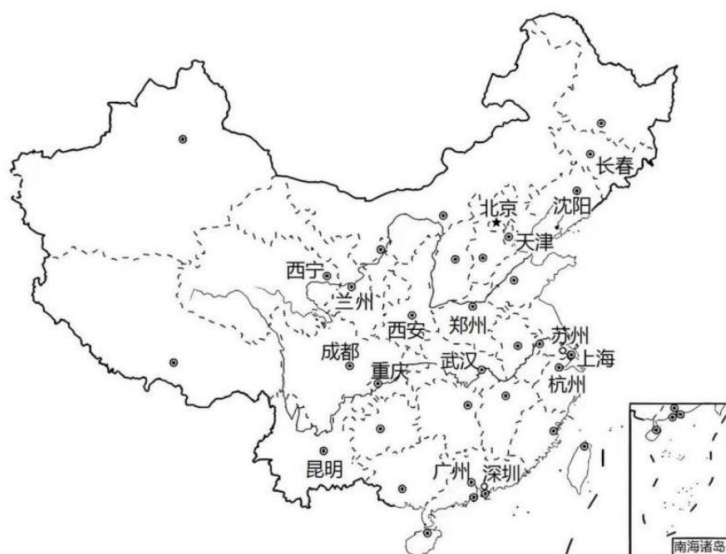 长春
沈阳
北京
天津
西宁
兰州
西安
郑州
苏州
上海
成都
重庆
武汉
杭州
昆明
广州
深圳
南海诸岛